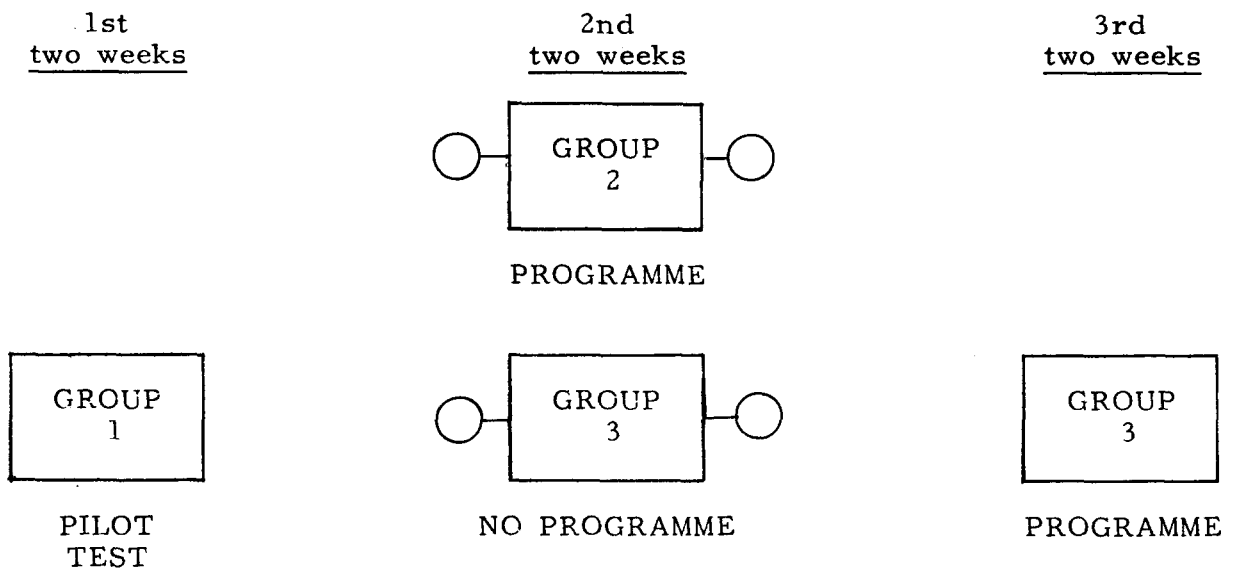 1st
two weeks
2nd
two weeks
3rd
two weeks
GROUP
2
PROGRAMME
GROUP
1
PILOT
TEST
GROUP
3
NO PROGRAMME
GROUP
3
PROGRAMME